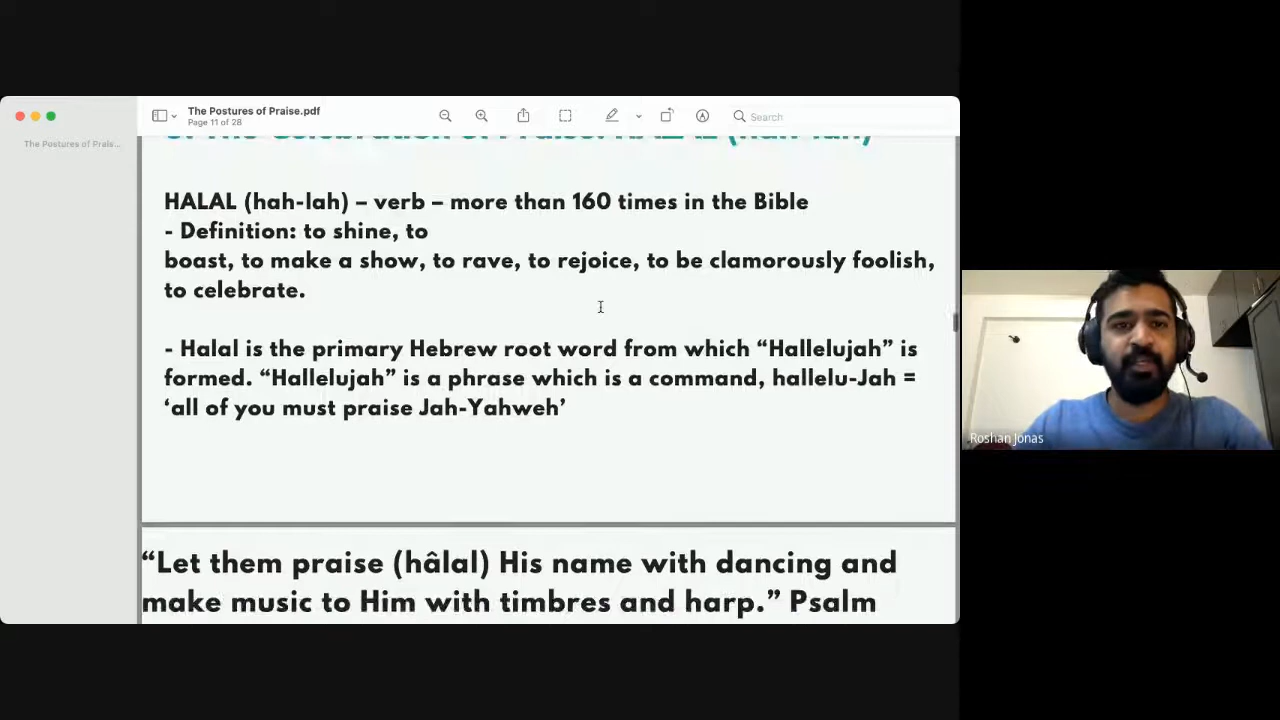 The Postures of Praise.pdf
Page 11 of 28
Search
The Postures of Prais...
HALAL (hah-lah) – verb – more than 160 times in the Bible
- Definition: to shine, to
boast, to make a show, to rave, to rejoice, to be clamorously foolish,
to celebrate.
- Halal is the primary Hebrew root word from which “Hallelujah” is
formed. “Hallelujah” is a phrase which is a command, hallelu-Jah =
‘all of you must praise Jah-Yahweh’
“Let them praise (hâlal) His name with dancing and
make music to Him with timbres and harp.” Psalm
Roshan Jonas